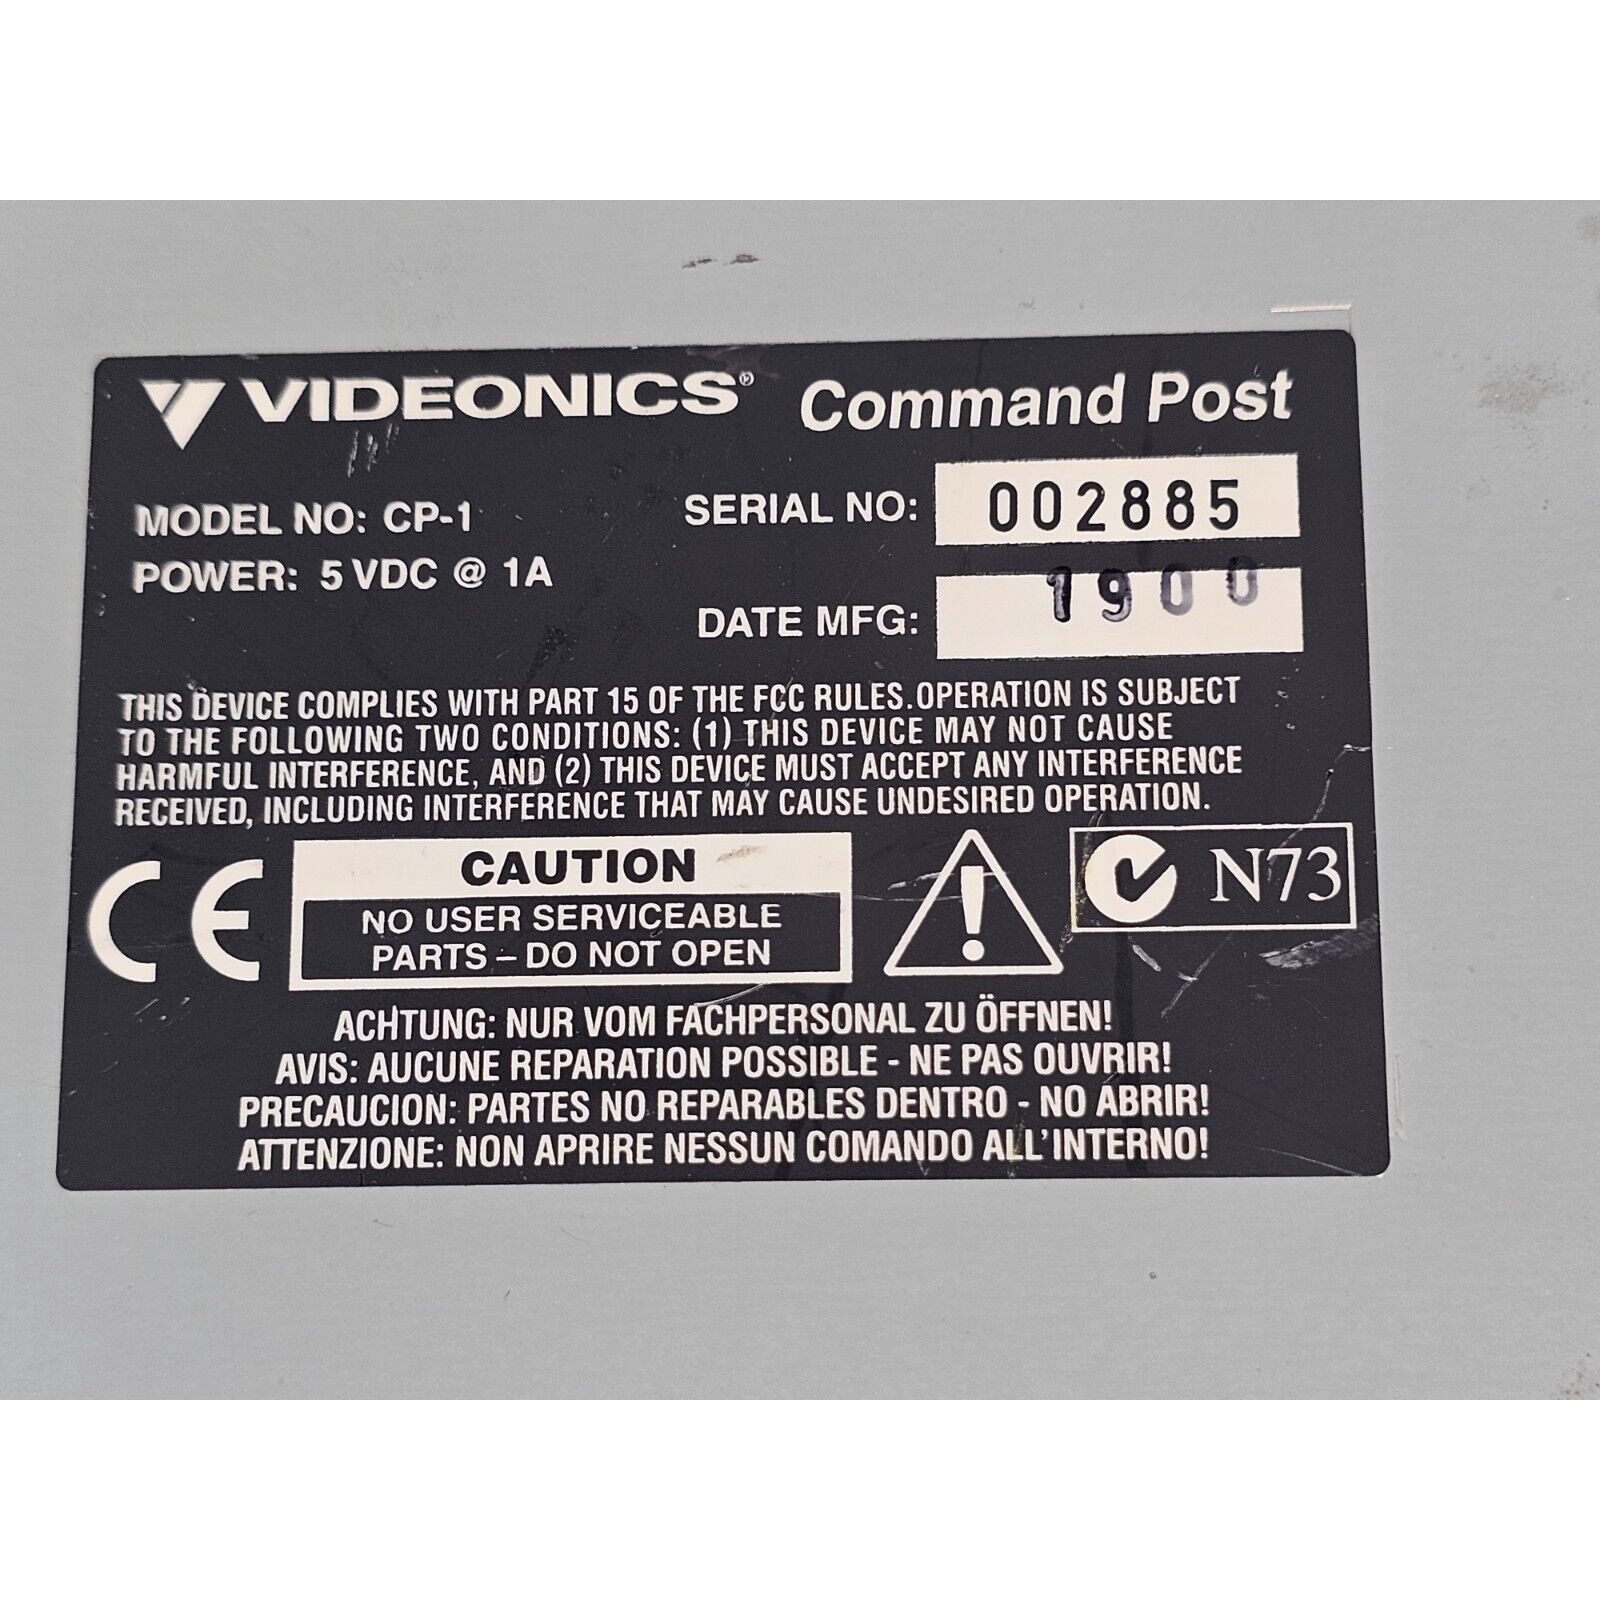 VIDEONICS® Command Post
MODEL NO: CP-1
SERIAL NO: 002885
POWER: 5 VDC @ 1A
DATE MFG: 1900
THIS DEVICE COMPLIES WITH PART 15 OF THE FCC RULES. OPERATION IS SUBJECT
TO THE FOLLOWING TWO CONDITIONS: (1) THIS DEVICE MAY NOT CAUSE
HARMFUL INTERFERENCE, AND (2) THIS DEVICE MUST ACCEPT ANY INTERFERENCE
RECEIVED, INCLUDING INTERFERENCE THAT MAY CAUSE UNDESIRED OPERATION.
CE
CAUTION
NO USER SERVICEABLE
PARTS – DO NOT OPEN
N73
ACHTUNG: NUR VOM FACHPERSONAL ZU ÖFFNEN!
AVIS: AUCUNE REPARATION POSSIBLE - NE PAS OUVRIR!
PRECAUCION: PARTES NO REPARABLES DENTRO - NO ABRIR!
ATTENZIONE: NON APRIRE NESSUN COMANDO ALL'INTERNO!